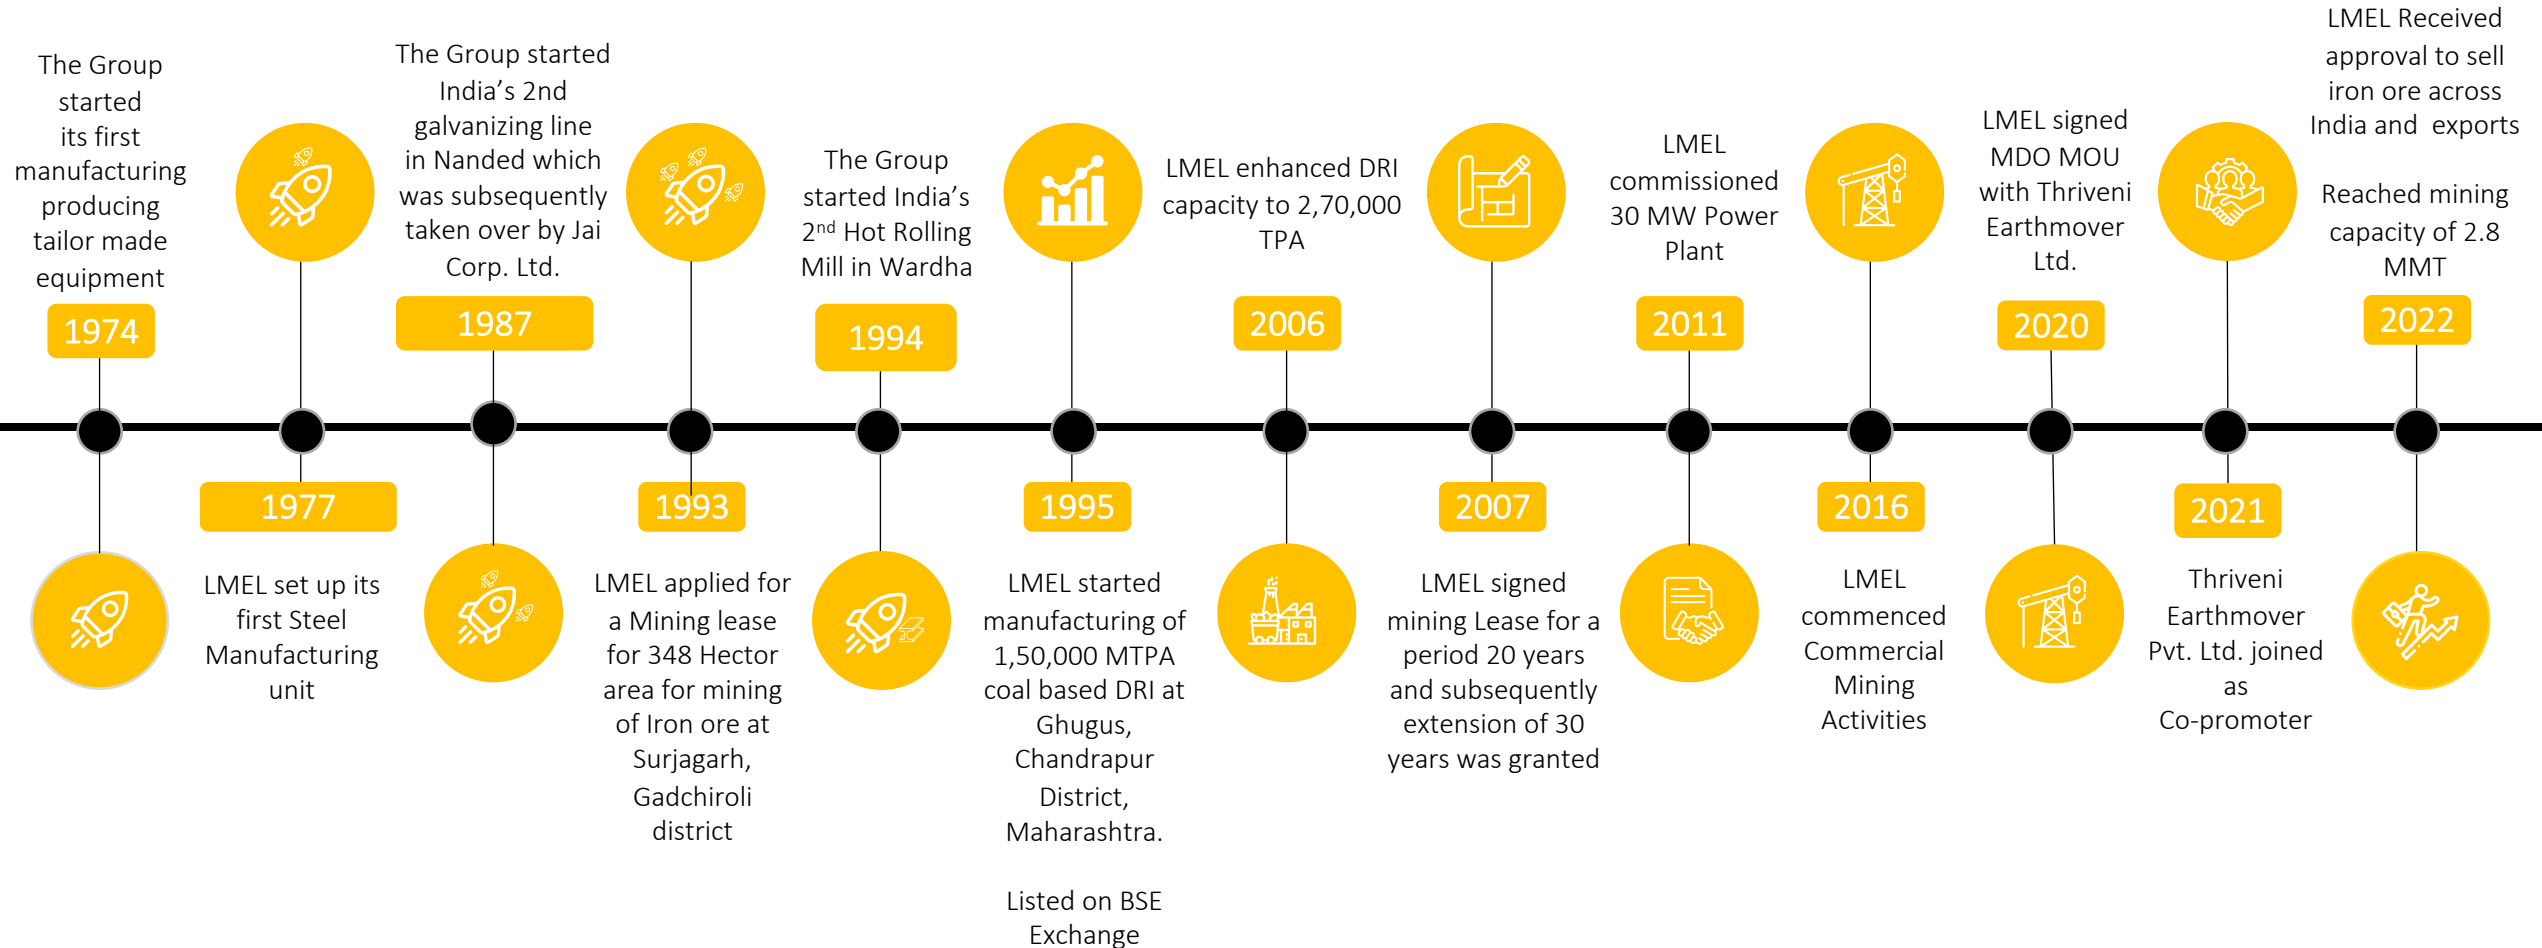 The Group
started
its first
manufacturing
producing
tailor made
equipment
1974
1977
LMEL set up its
first Steel
Manufacturing
unit
The Group started
India's 2nd
galvanizing line
in Nanded which
was subsequently
taken over by Jai
Corp. Ltd.
1987
1993
LMEL applied for
a Mining lease
for 348 Hector
area for mining
of Iron ore at
Surjagarh,
Gadchiroli
district
The Group
started India's
2nd Hot Rolling
Mill in Wardha
1994
1995
LMEL started
manufacturing of
1,50,000 MTPA
coal based DRI at
Ghugus,
Chandrapur
District,
Maharashtra.
Listed on BSE
Exchange
LMEL enhanced DRI
capacity to 2,70,000
TPA
2006
2007
LMEL signed
mining Lease for a
period 20 years
and subsequently
extension of 30
years was granted
LMEL
commissioned
30 MW Power
Plant
2011
2016
LMEL
commenced
Commercial
Mining
Activities
LMEL signed
MDO MOU
with Thriveni
Earthmover
Ltd.
2020
2021
Thriveni
Earthmover
Pvt. Ltd. joined
as
Co-promoter
LMEL Received
approval to sell
iron ore across
India and  exports
Reached mining
capacity of 2.8
MMT
2022